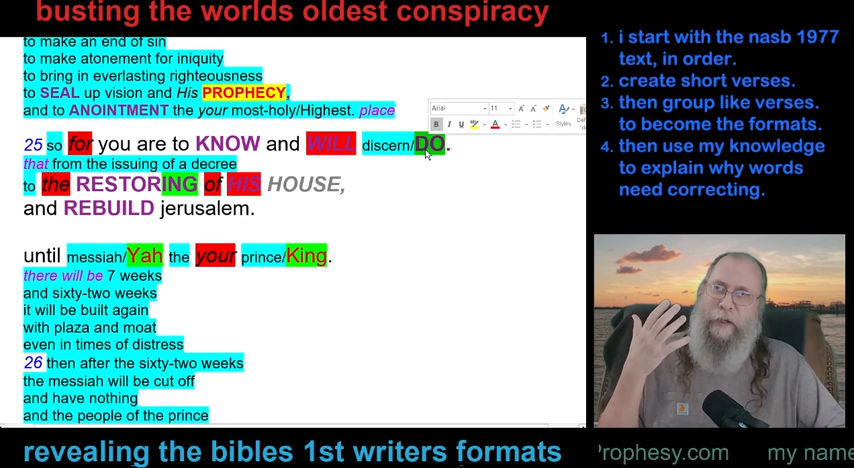 busting the worlds oldest conspiracy
to make an end of sin
to make atonement for iniquity
to bring in everlasting righteousness
to SEAL up vision and His PROPHECY,
and to ANOINTMENT the your most-holy/Highest. place
25 so for you are to KNOW and WILL discern/DO.
that from the issuing of a decree
to the RESTORING of HIS HOUSE,
and REBUILD jerusalem.
until messiah/Yah the your prince/King.
there will be 7 weeks
and sixty-two weeks
it will be built again
with plaza and moat
even in times of distress
26 then after the sixty-two weeks
the messiah will be cut off
and have nothing
and the people of the prince
Arial 11
B I U
Styles
1. i start with the nasb 1977
text, in order.
2. create short verses.
3. then group like verses.
to become the formats.
4. then use my knowledge
to explain why words
need correcting.
revealing the bibles 1st writers formats
Prophesy.com my name